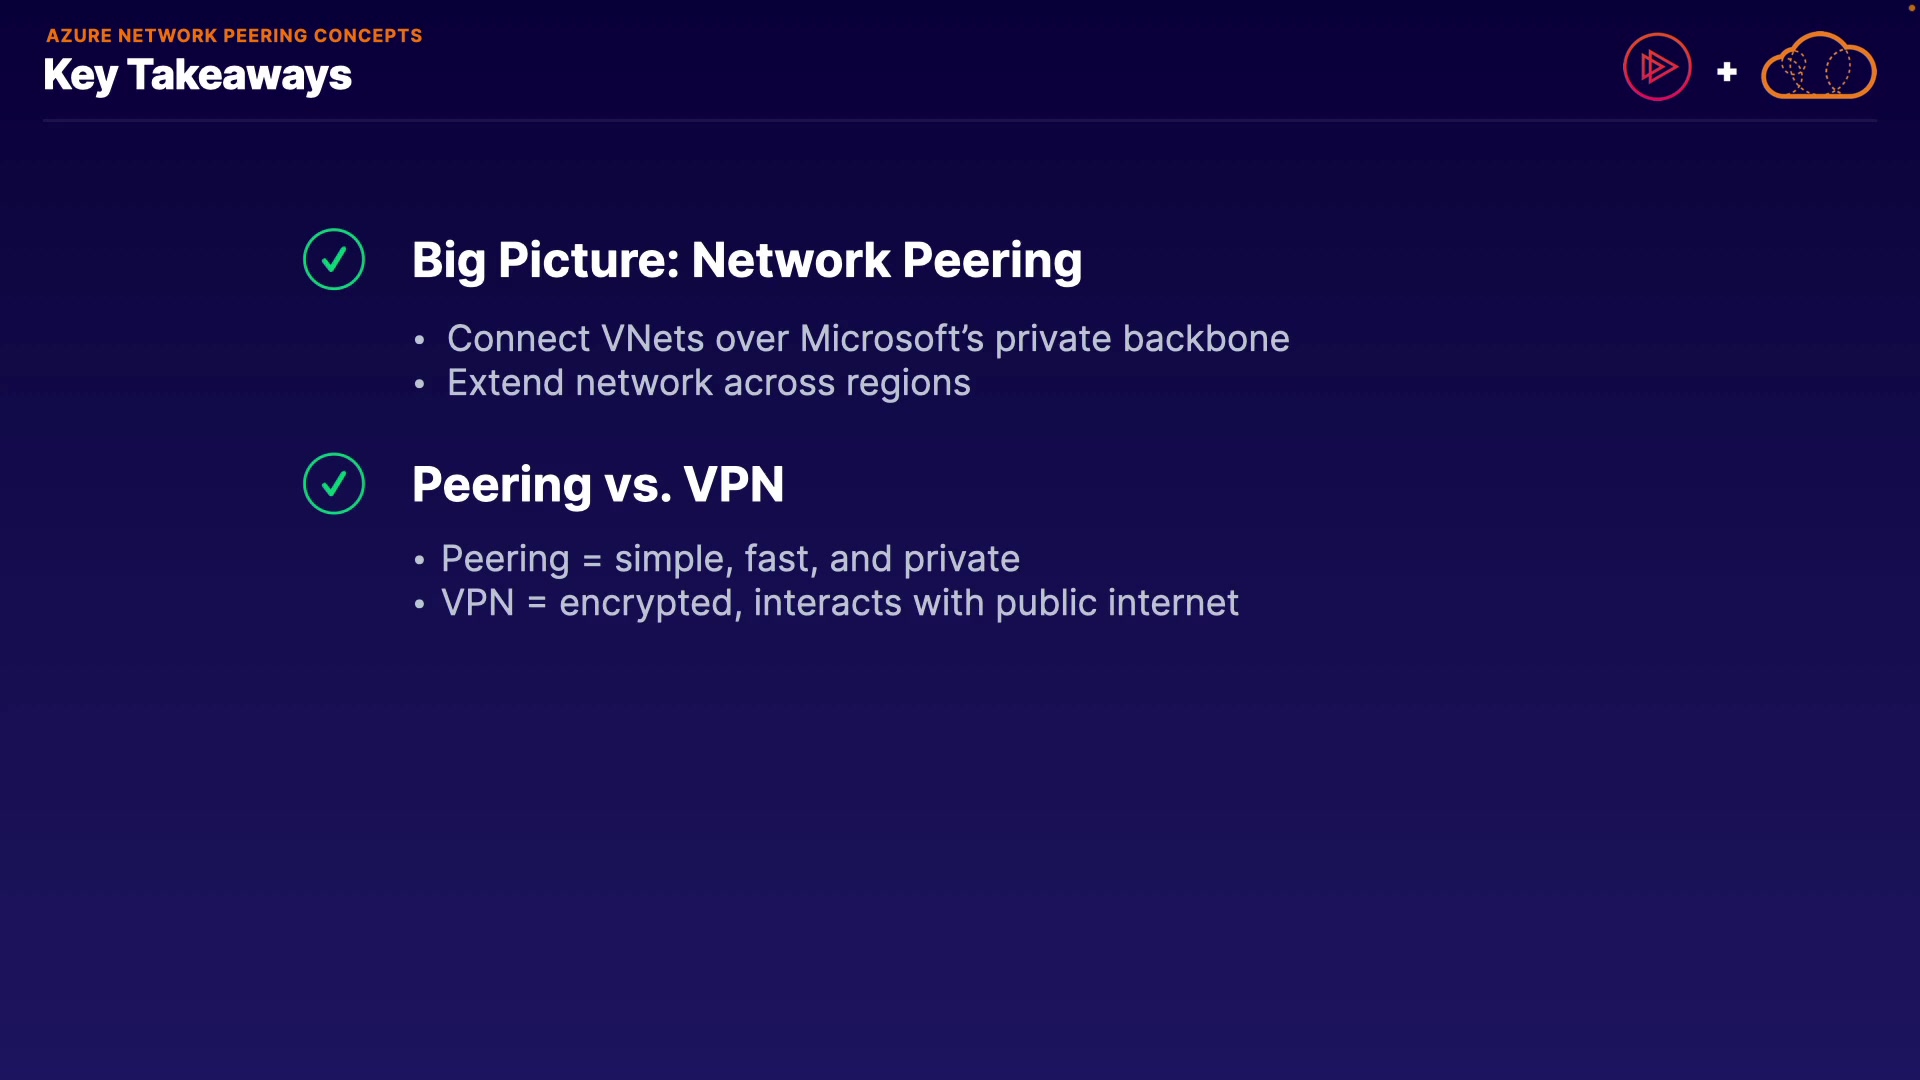 AZURE NETWORK PEERING CONCEPTS
Key Takeaways
Big Picture: Network Peering
• Connect VNets over Microsoft’s private backbone
• Extend network across regions
Peering vs. VPN
• Peering = simple, fast, and private
• VPN = encrypted, interacts with public internet